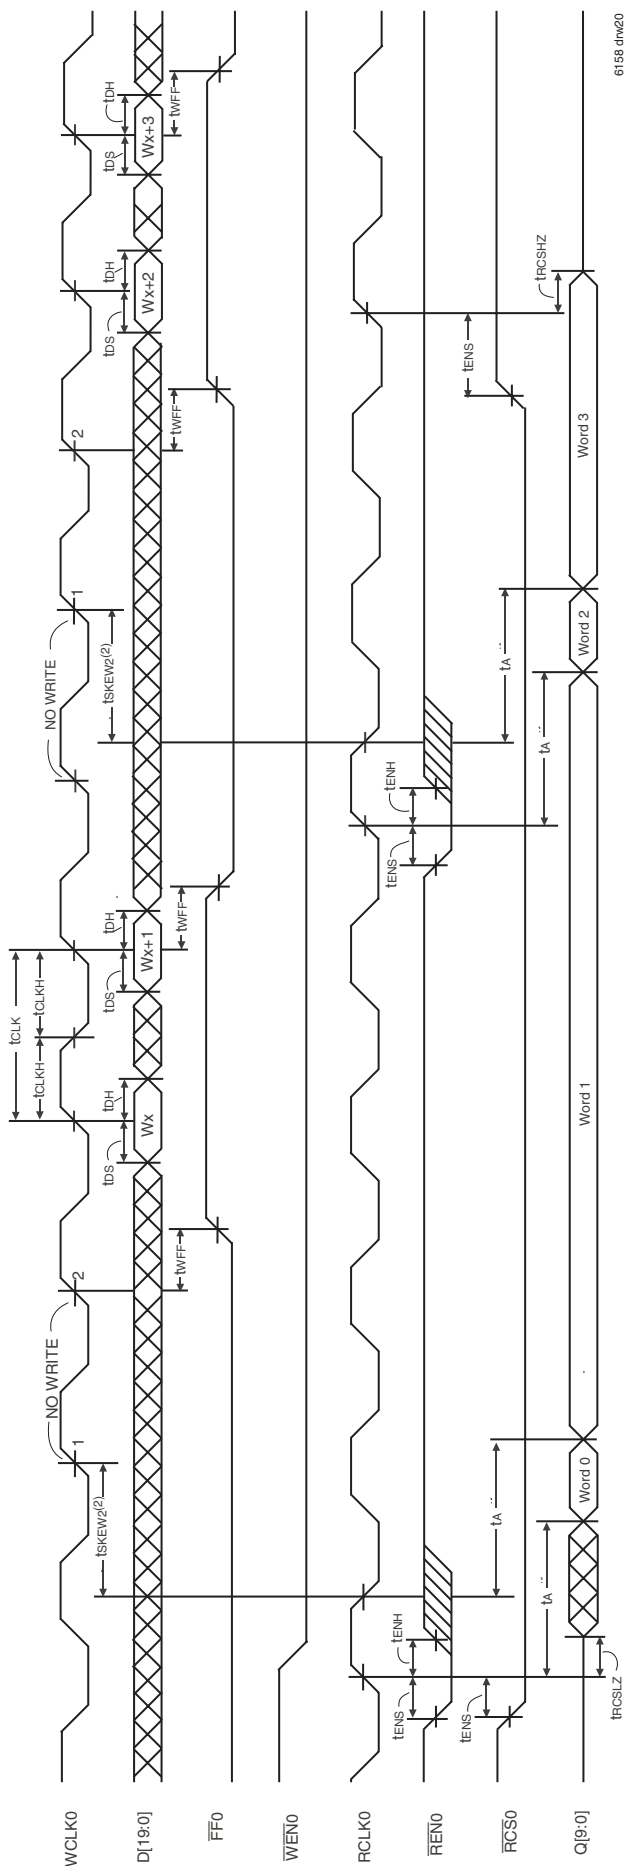 tCLK
NO WRITE tCLKH tCLKH NO WRITE
WCLK0 1 2 1 2
tSKEW2(2) tDS tDH tDS tDH tSKEW2(2) tDS tDH tDS tDH
D[19:0] Wx Wx+1 Wx+2 Wx+3
tWFF tWFF tWFF tWFF
FF0
WEN0
RCLK0
tENS tENH tENS tENH
REN0
tENS tENS
RCS0 tA tA
tA tA tRCSHZ
Q[9:0] Word 0 Word 1 Word 2 Word 3
tRCSLZ
6158 drw20